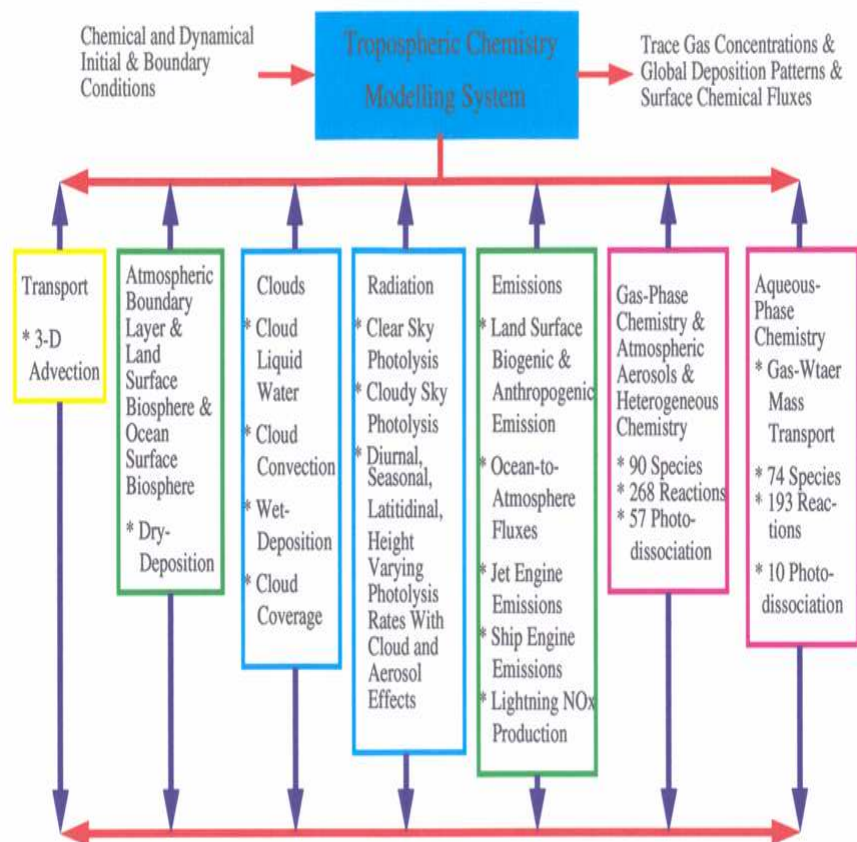 Chemical and Dynamical
Initial & Boundary
Conditions
Tropospheric Chemistry
Modelling System
Trace Gas Concentrations &
Global Deposition Patterns &
Surface Chemical Fluxes
Transport
* 3-D
Advection
Atmospheric
Boundary
Layer &
Land
Surface
Biosphere &
Ocean
Surface
Biosphere
* Dry-
Deposition
Clouds
* Cloud
Liquid
Water
* Cloud
Convection
* Wet-
Deposition
* Cloud
Coverage
Radiation
* Clear Sky
Photolysis
* Cloudy Sky
Photolysis
* Diurnal,
Seasonal,
Latitidinal,
Height
Varying
Photolysis
Rates With
Cloud and
Aerosol
Effects
Emissions
* Land Surface
Biogenic &
Anthropogenic
Emission
* Ocean-to-
Atmosphere
Fluxes
* Jet Engine
Emissions
* Ship Engine
Emissions
* Lightning NOx
Production
Gas-Phase
Chemistry &
Atmospheric
Aerosols &
Heterogeneous
Chemistry
* 90 Species
* 268 Reactions
* 57 Photo-
dissociation
Aqueous-
Phase
Chemistry
* Gas-Wtaer
Mass
Transport
* 74 Species
* 193 Reac-
tions
* 10 Photo-
dissociation